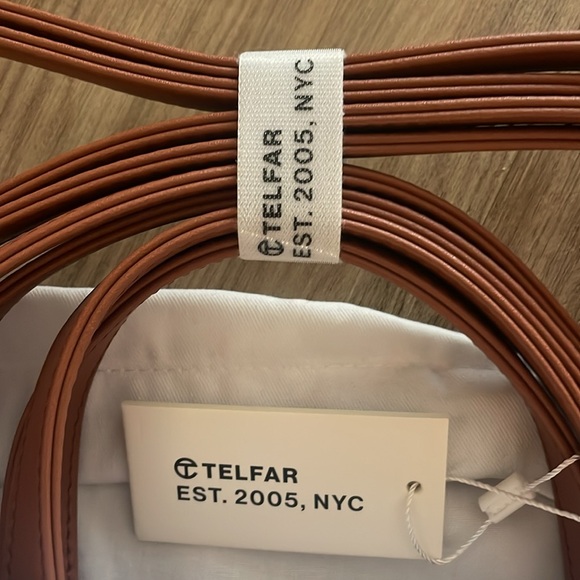 TELFAR
EST. 2005, NYC
TELFAR
EST. 2005, NYC